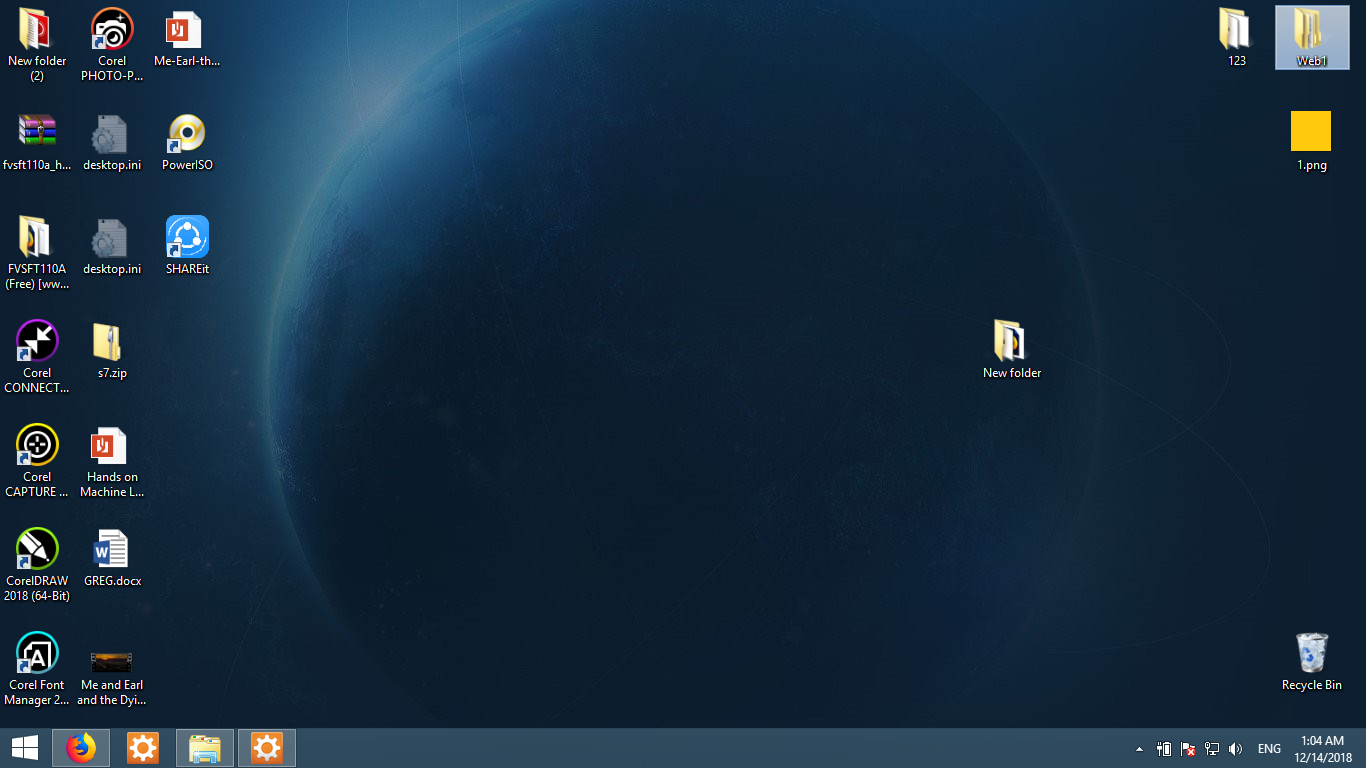 New folder
(2)
Corel
PHOTO-P...
Me-Earl-th...
123
Web1
fvsft110a_h...
desktop.ini
PowerISO
1.png
FVSFT110A
(Free) [ww...
desktop.ini
SHAREit
Corel
CONNECT...
s7.zip
New folder
Corel
CAPTURE ...
Hands on
Machine L...
CorelDRAW
2018 (64-Bit)
GREG.docx
Corel Font
Manager 2...
Me and Earl
and the Dyi...
Recycle Bin
ENG
1:04 AM
12/14/2018